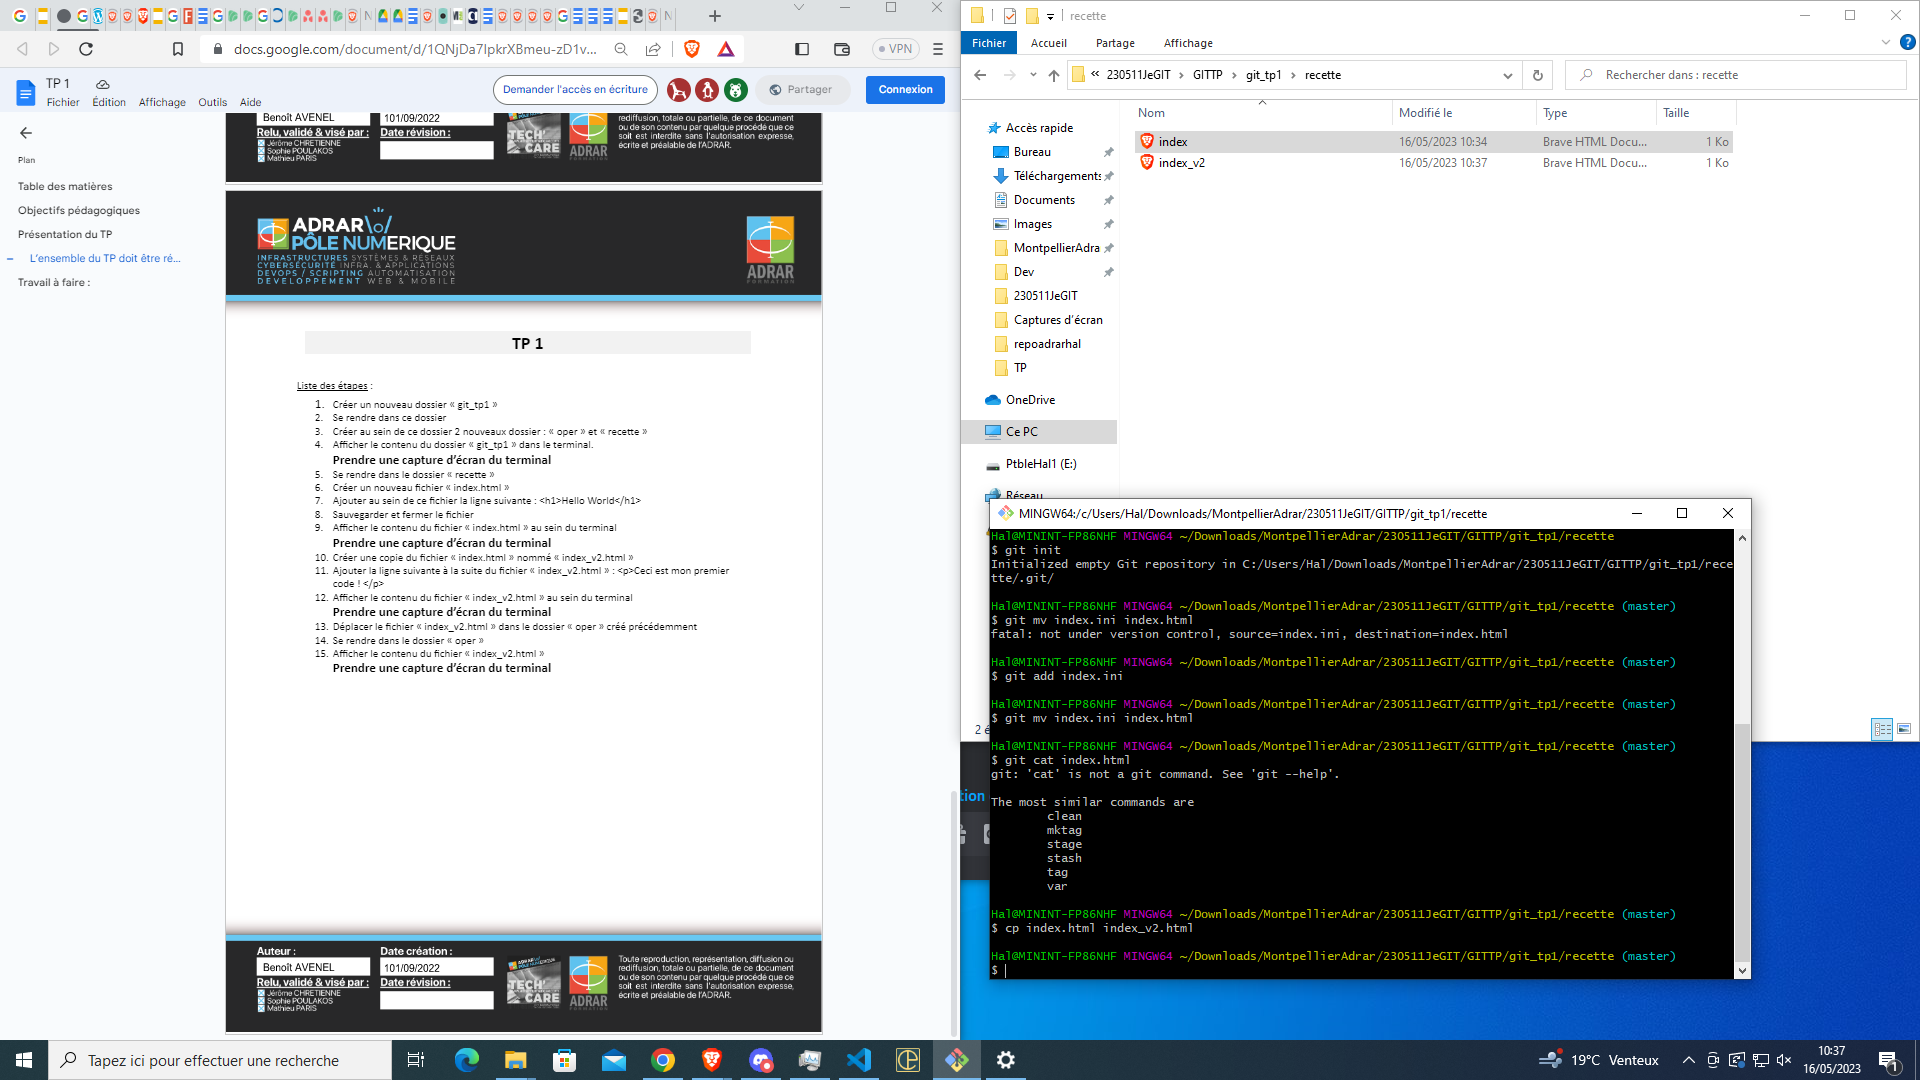 docs.google.com/document/d/1QNjDa7IpkrXBmeu-zD1v...
VPN
TP 1
Fichier Édition Affichage Outils Aide
Demander l'accès en écriture
Partager
Connexion
Plan
Table des matières
Objectifs pédagogiques
Présentation du TP
L'ensemble du TP doit être ré...
Travail à faire :
Benoît AVENEL
101/09/2022
Relu, validé & visé par :
Date révision :
Jérôme CHRETIENNE
Sophie POULAKOS
Mathieu PARIS
TECH'
CARE
ADRAR
FORMATION
rediffusion, totale ou partielle, de ce document
ou de son contenu par quelque procédé que ce
soit est interdite sans l'autorisation expresse,
écrite et préalable de l'ADRAR.
ADRAR\o/
PÔLE NUMERIQUE
INFRASTRUCTURES SYSTÈMES & RÉSEAUX
CYBERSÉCURITÉ INFRA. & APPLICATIONS
DEVOPS / SCRIPTING AUTOMATISATION
DEVELOPPEMENT WEB & MOBILE
ADRAR
FORMATION
TP 1
Liste des étapes :
1. Créer un nouveau dossier « git_tp1 »
2. Se rendre dans ce dossier
3. Créer au sein de ce dossier 2 nouveaux dossier : « oper » et « recette »
4. Afficher le contenu du dossier « git_tp1 » dans le terminal.
Prendre une capture d'écran du terminal
5. Se rendre dans le dossier « recette »
6. Créer un nouveau fichier « index.html »
7. Ajouter au sein de ce fichier la ligne suivante : <h1>Hello World</h1>
8. Sauvegarder et fermer le fichier
9. Afficher le contenu du fichier « index.html » au sein du terminal
Prendre une capture d'écran du terminal
10. Créer une copie du fichier « index.html » nommé « index_v2.html »
11. Ajouter la ligne suivante à la suite du fichier « index_v2.html » : <p>Ceci est mon premier
code ! </p>
12. Afficher le contenu du fichier « index_v2.html » au sein du terminal
Prendre une capture d'écran du terminal
13. Déplacer le fichier « index_v2.html » dans le dossier « oper » créé précédemment
14. Se rendre dans le dossier « oper »
15. Afficher le contenu du fichier « index_v2.html »
Prendre une capture d'écran du terminal
Auteur :
Date création :
Benoît AVENEL
101/09/2022
Relu, validé & visé par :
Date révision :
Jérôme CHRETIENNE
Sophie POULAKOS
Mathieu PARIS
TECH'
CARE
ADRAR
FORMATION
Toute reproduction, représentation, diffusion ou
rediffusion, totale ou partielle, de ce document
ou de son contenu par quelque procédé que ce
soit est interdite sans l'autorisation expresse,
écrite et préalable de l'ADRAR.
recette
Fichier Accueil Partage Affichage
« 230511JeGIT > GITTP > git_tp1 > recette
Rechercher dans : recette
Nom Modifié le Type Taille
index 16/05/2023 10:34 Brave HTML Docu... 1 Ko
index_v2 16/05/2023 10:37 Brave HTML Docu... 1 Ko
Accès rapide
Bureau
Téléchargements
Documents
Images
MontpellierAdra
Dev
230511JeGIT
Captures d'écran
repoadrarhal
TP
OneDrive
Ce PC
PtbleHal1 (E:)
Réseau
2 é
tion
MINGW64:/c/Users/Hal/Downloads/MontpellierAdrar/230511JeGIT/GITTP/git_tp1/recette
Hal@MININT-FP86NHF MINGW64 ~/Downloads/MontpellierAdrar/230511JeGIT/GITTP/git_tp1/recette
$ git init
Initialized empty Git repository in C:/Users/Hal/Downloads/MontpellierAdrar/230511JeGIT/GITTP/git_tp1/rece
tte/.git/
Hal@MININT-FP86NHF MINGW64 ~/Downloads/MontpellierAdrar/230511JeGIT/GITTP/git_tp1/recette (master)
$ git mv index.ini index.html
fatal: not under version control, source=index.ini, destination=index.html
Hal@MININT-FP86NHF MINGW64 ~/Downloads/MontpellierAdrar/230511JeGIT/GITTP/git_tp1/recette (master)
$ git add index.ini
Hal@MININT-FP86NHF MINGW64 ~/Downloads/MontpellierAdrar/230511JeGIT/GITTP/git_tp1/recette (master)
$ git mv index.ini index.html
Hal@MININT-FP86NHF MINGW64 ~/Downloads/MontpellierAdrar/230511JeGIT/GITTP/git_tp1/recette (master)
$ git cat index.html
git: 'cat' is not a git command. See 'git --help'.
The most similar commands are
clean
mktag
stage
stash
tag
var
Hal@MININT-FP86NHF MINGW64 ~/Downloads/MontpellierAdrar/230511JeGIT/GITTP/git_tp1/recette (master)
$ cp index.html index_v2.html
Hal@MININT-FP86NHF MINGW64 ~/Downloads/MontpellierAdrar/230511JeGIT/GITTP/git_tp1/recette (master)
$
Tapez ici pour effectuer une recherche
19°C Venteux
10:37
16/05/2023
1